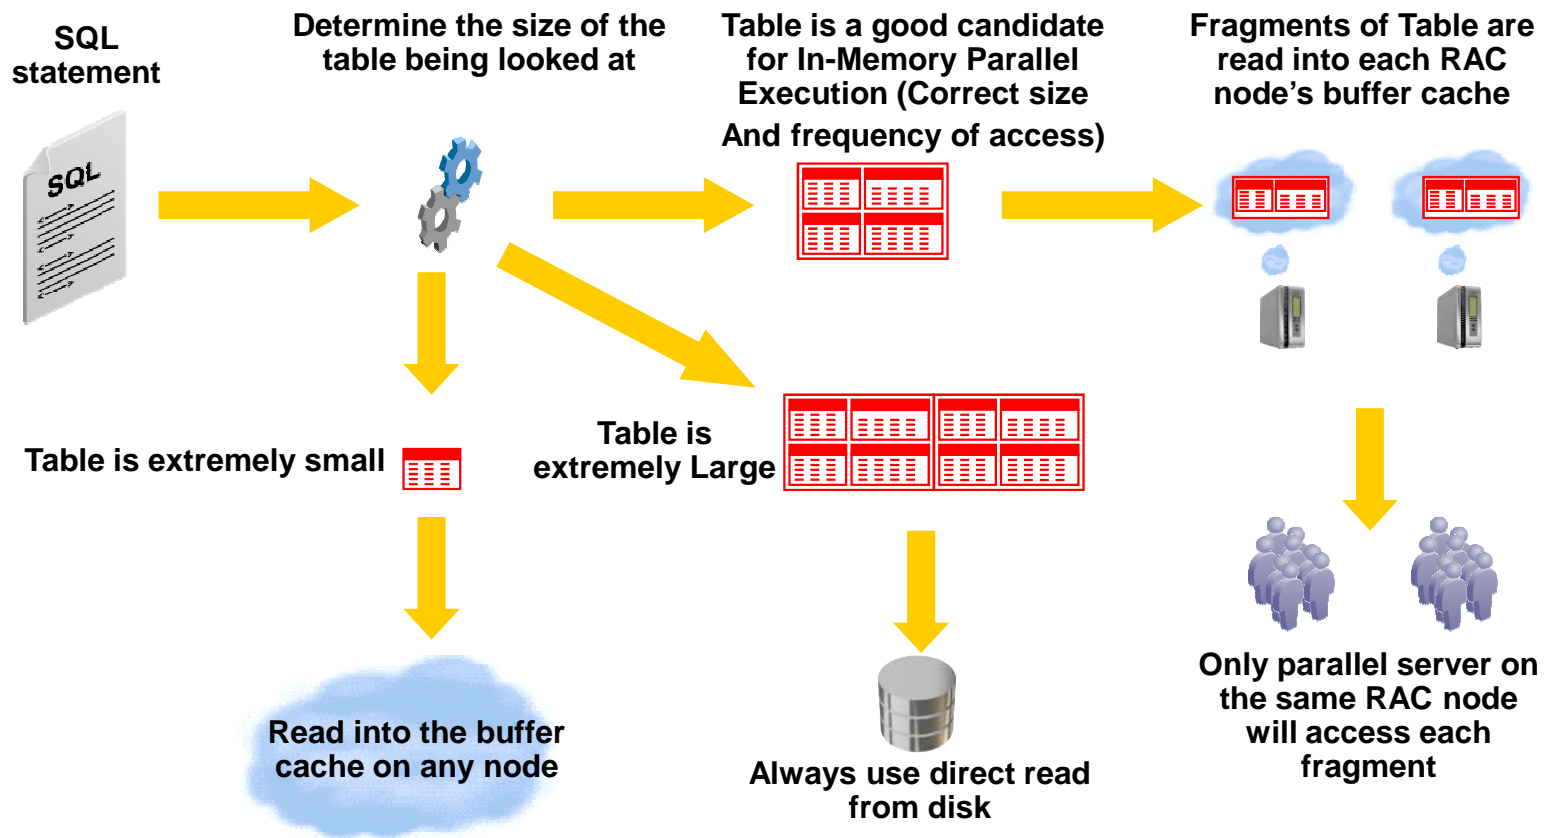 SQL
statement
Determine the size of the
table being looked at
Table is a good candidate
for In-Memory Parallel
Execution (Correct size
And frequency of access)
Fragments of Table are
read into each RAC
node's buffer cache
SQL
Table is extremely small
Table is
extremely Large
Read into the buffer
cache on any node
Always use direct read
from disk
Only parallel server on
the same RAC node
will access each
fragment